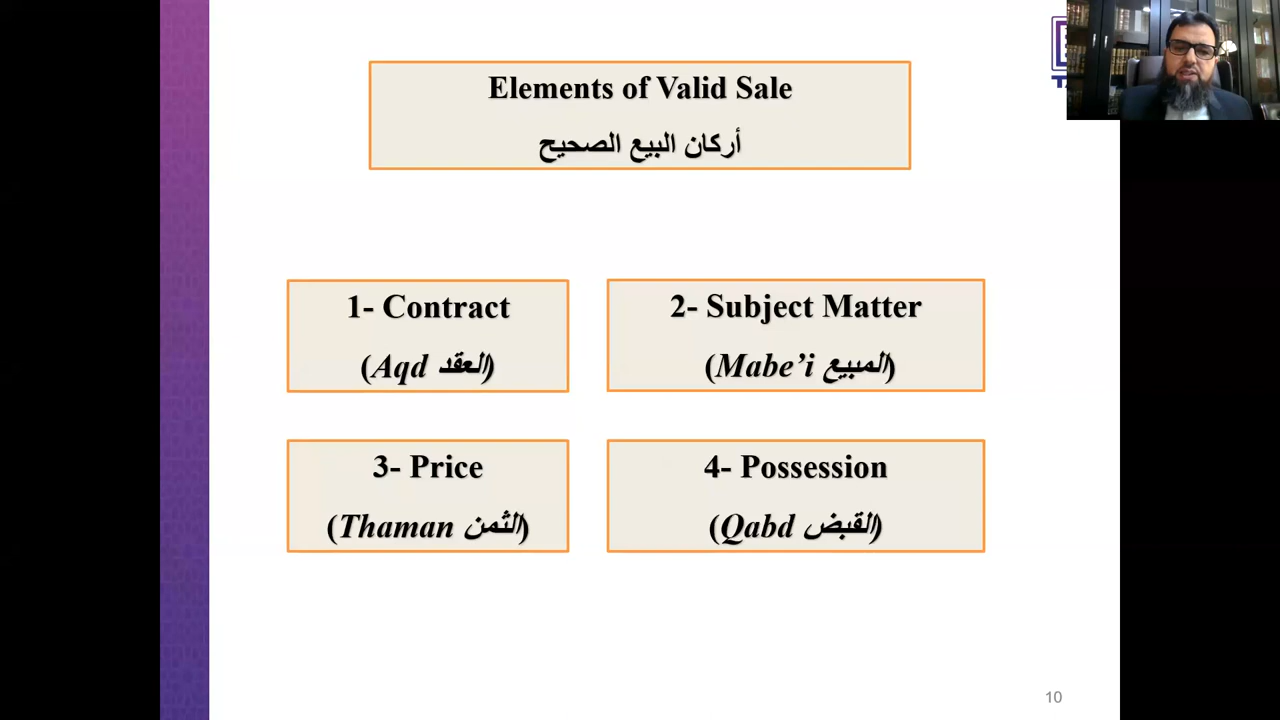 Elements of Valid Sale
أركان البيع الصحيح
1- Contract
(Aqd العقد)
2- Subject Matter
(Mabe’i المبيع)
3- Price
(Thaman الثمن)
4- Possession
(Qabd القبض)
10